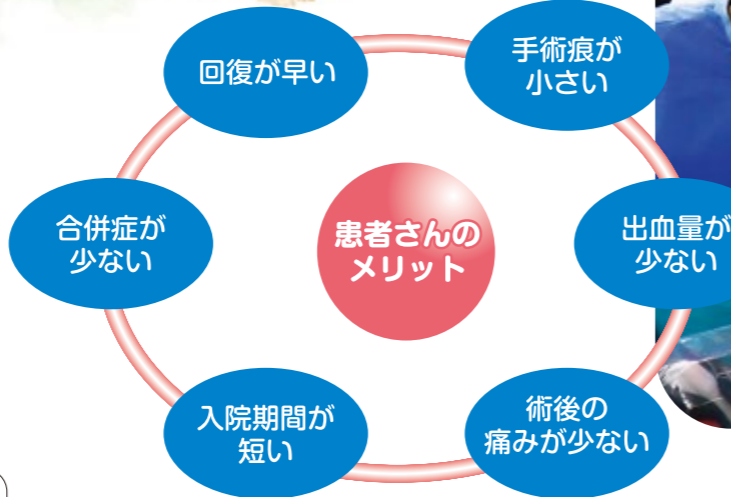 回復が早い
手術痕が
小さい
合併症が
少ない
患者さんの
メリット
出血量が
少ない
入院期間が
短い
術後の
痛みが少ない